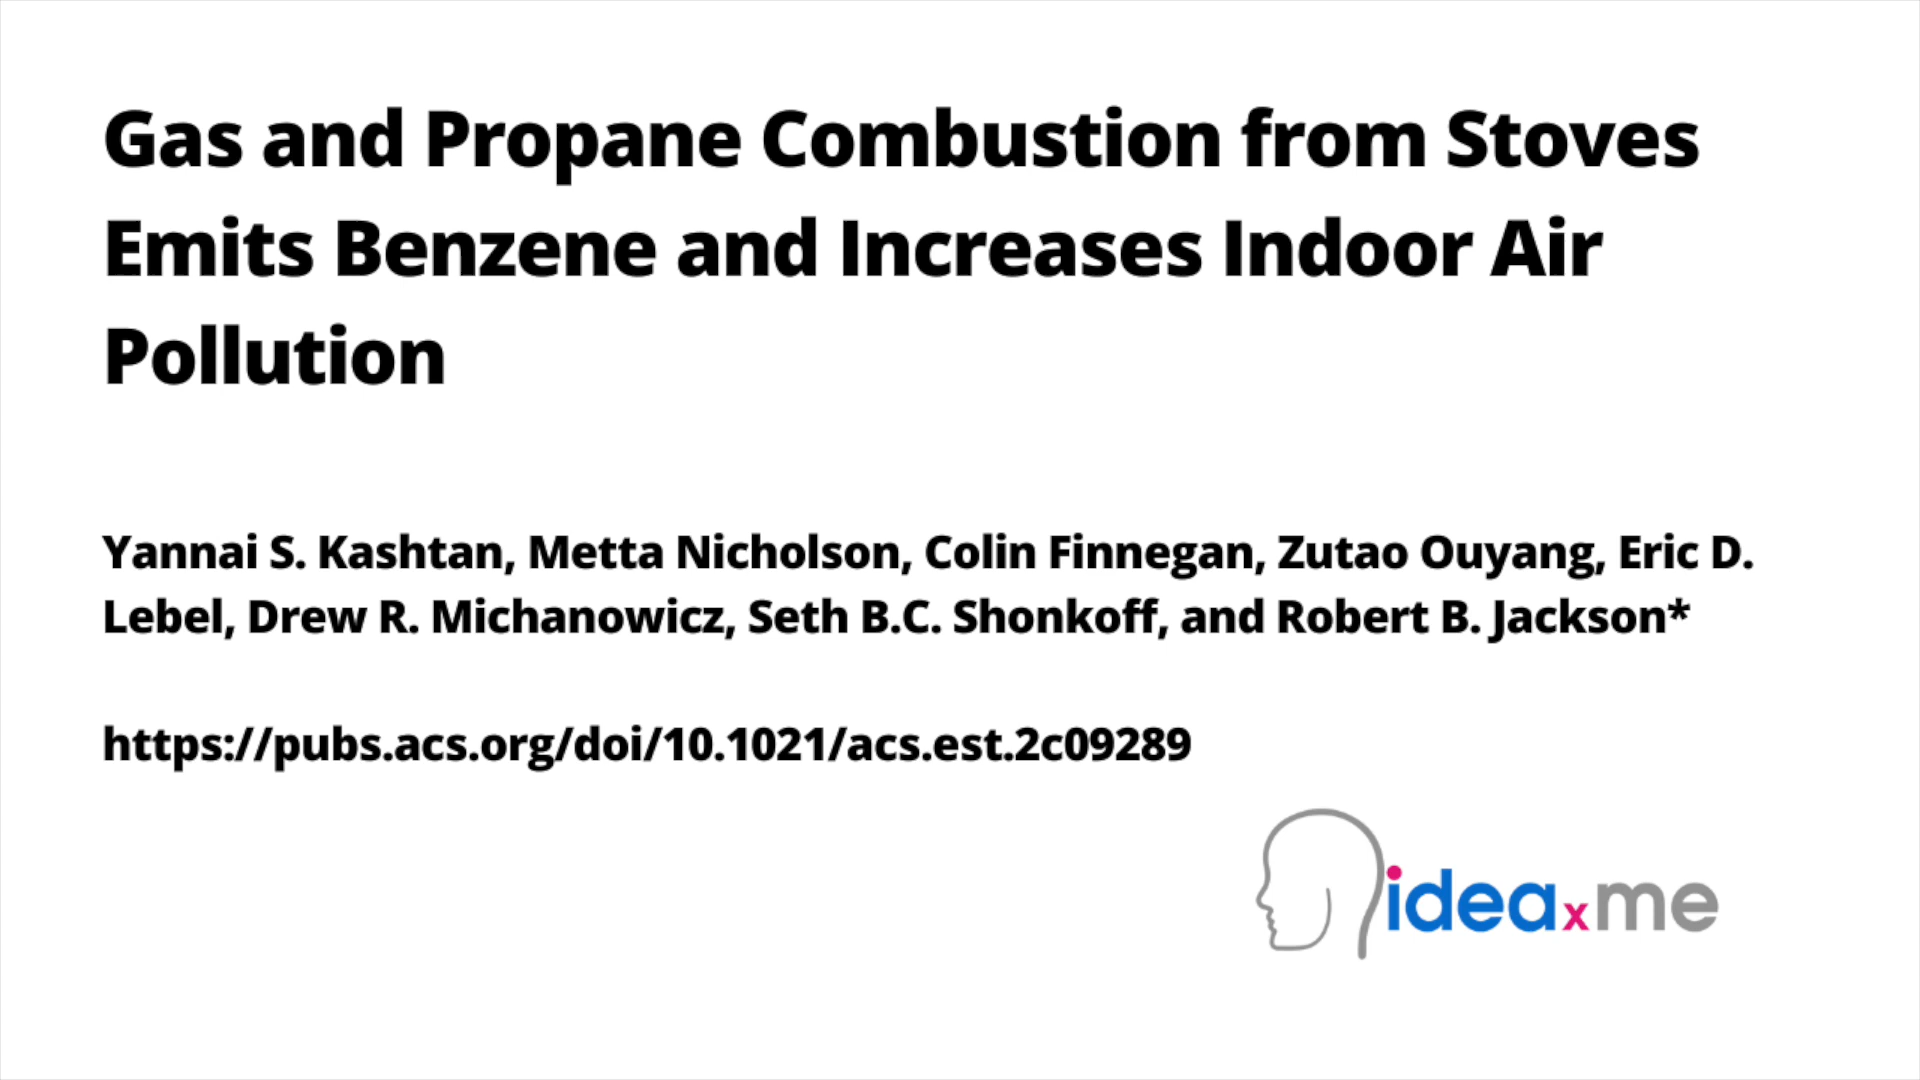 Gas and Propane Combustion from Stoves
Emits Benzene and Increases Indoor Air
Pollution
Yannai S. Kashtan, Metta Nicholson, Colin Finnegan, Zutao Ouyang, Eric D.
Lebel, Drew R. Michanowicz, Seth B.C. Shonkoff, and Robert B. Jackson*
https://pubs.acs.org/doi/10.1021/acs.est.2c09289
ideaxme